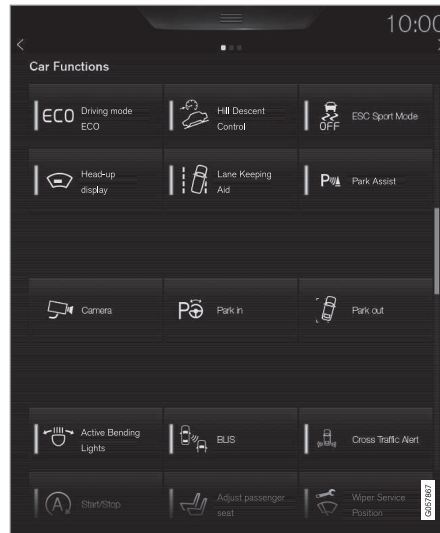 10:00
Car Functions
ECO
Driving mode
ECO
Hill Descent
Control
OFF
ESC Sport Mode
Head-up
display
Lane Keeping
Aid
P
Park Assist
Camera
P
Park in
Park out
Active Bending
Lights
BLIS
Cross Traffic Alert
A
Start/Stop
Adjust passenger
seat
Wiper Service
Position
G057867